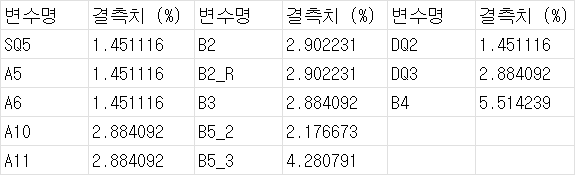 변수명 결측치 (%) 변수명 결측치 (%) 변수명 결측치 (%)
SQ5 1.451116 B2 2.902231 DQ2 1.451116
A5 1.451116 B2_R 2.902231 DQ3 2.884092
A6 1.451116 B3 2.884092 B4 5.514239
A10 2.884092 B5_2 2.176673
A11 2.884092 B5_3 4.280791